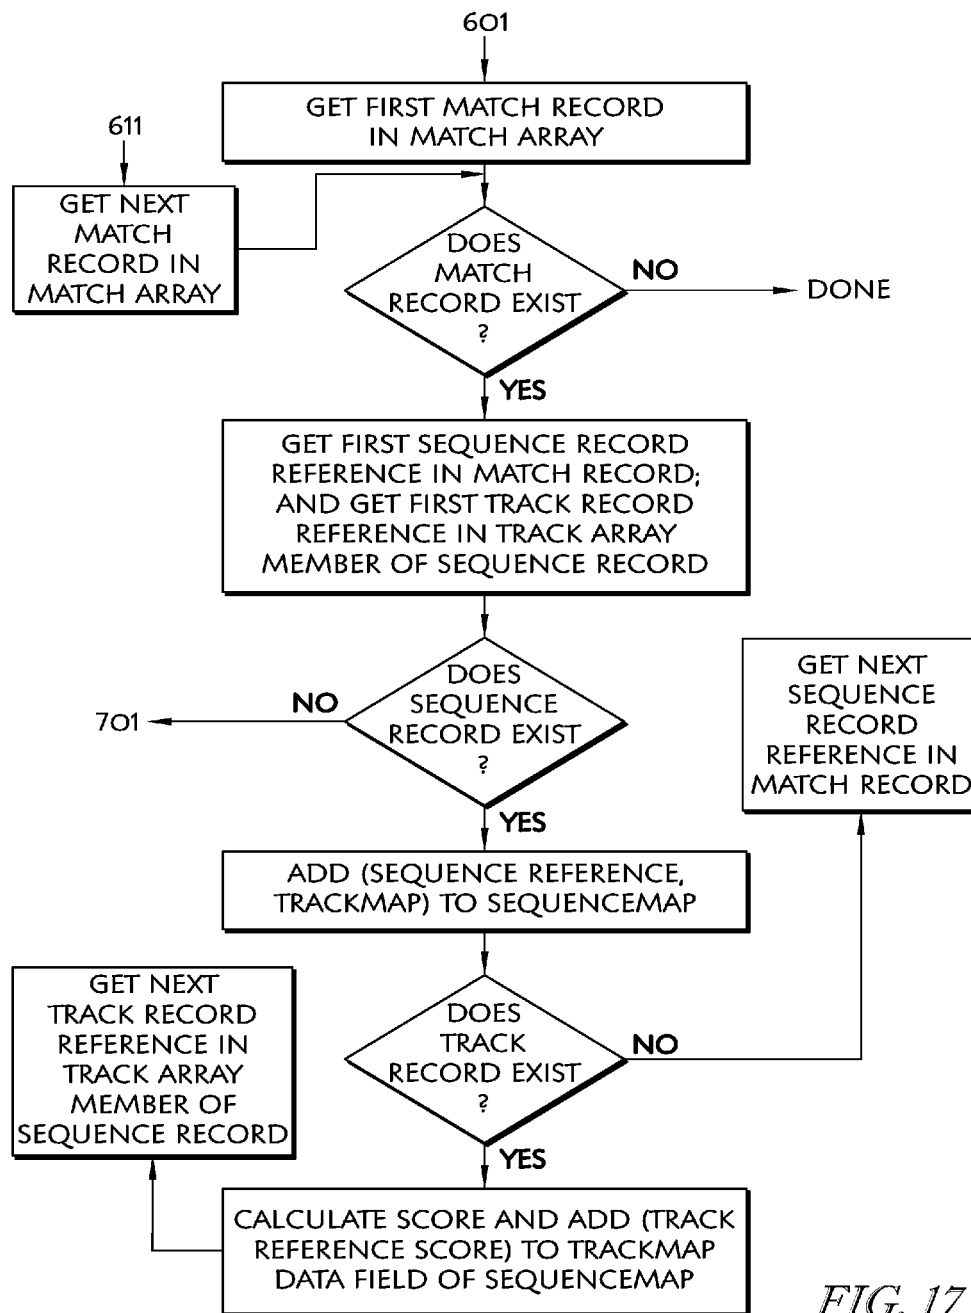 601
GET FIRST MATCH RECORD
IN MATCH ARRAY
611
GET NEXT
MATCH
RECORD IN
MATCH ARRAY
DOES
MATCH
RECORD EXIST
?
NO
DONE
YES
GET FIRST SEQUENCE RECORD
REFERENCE IN MATCH RECORD;
AND GET FIRST TRACK RECORD
REFERENCE IN TRACK ARRAY
MEMBER OF SEQUENCE RECORD
DOES
SEQUENCE
RECORD EXIST
?
NO
701
GET NEXT
SEQUENCE
RECORD
REFERENCE IN
MATCH RECORD
YES
ADD (SEQUENCE REFERENCE,
TRACKMAP) TO SEQUENCEMAP
GET NEXT
TRACK RECORD
REFERENCE IN
TRACK ARRAY
MEMBER OF
SEQUENCE RECORD
DOES
TRACK
RECORD EXIST
?
NO
YES
CALCULATE SCORE AND ADD (TRACK
REFERENCE SCORE) TO TRACKMAP
DATA FIELD OF SEQUENCEMAP
FIG. 17